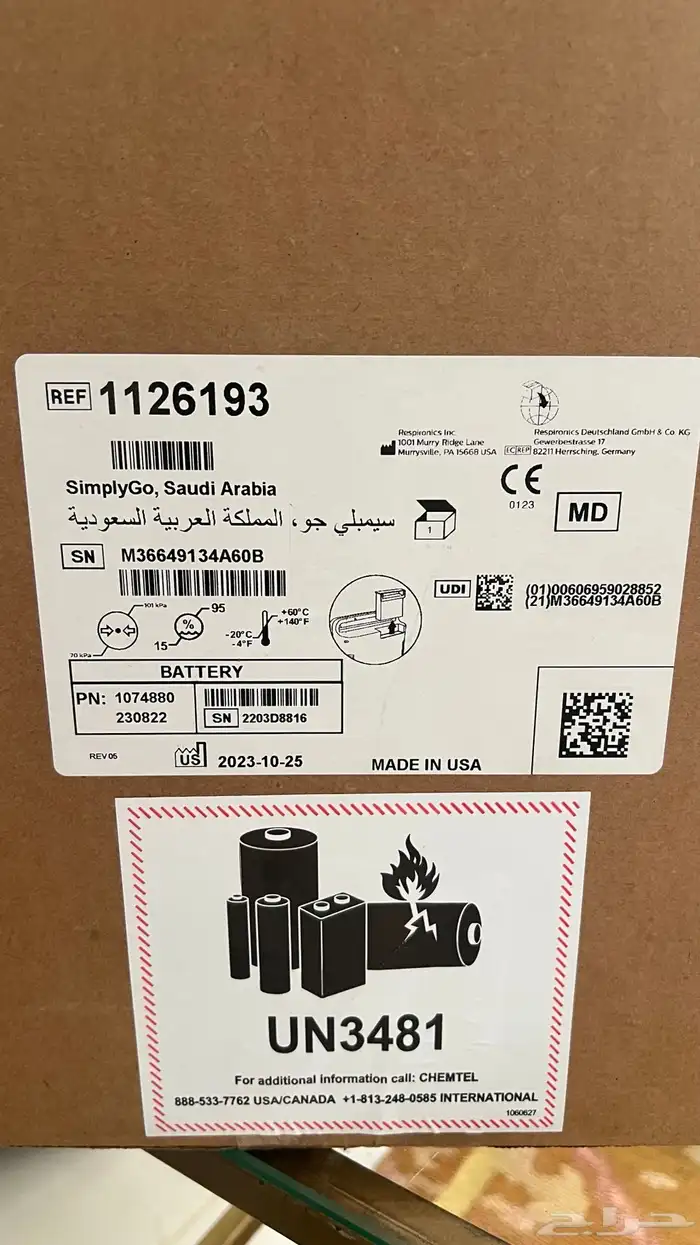 REF 1126193
SimplyGo, Saudi Arabia
سيمبلي جو، المملكة العربية السعودية
SN M36649134A60B
Respironics Inc.
1001 Murry Ridge Lane
Murrysville, PA 15668 USA
Respironics Deutschland GmbH & Co. KG
Gewerbestrasse 17
EC REP 82211 Herrsching, Germany
CE
0123
MD
1
UDI (01)00606959028852
(21)M36649134A60B
101 kPa
70 kPa
95
%
15
+60°C
+140°F
-20°C
-4°F
BATTERY
PN: 1074880
230822
SN 2203D8816
REV 05
US 2023-10-25
MADE IN USA
UN3481
For additional information call: CHEMTEL
888-533-7762 USA/CANADA +1-813-248-0585 INTERNATIONAL
1060627
حراج